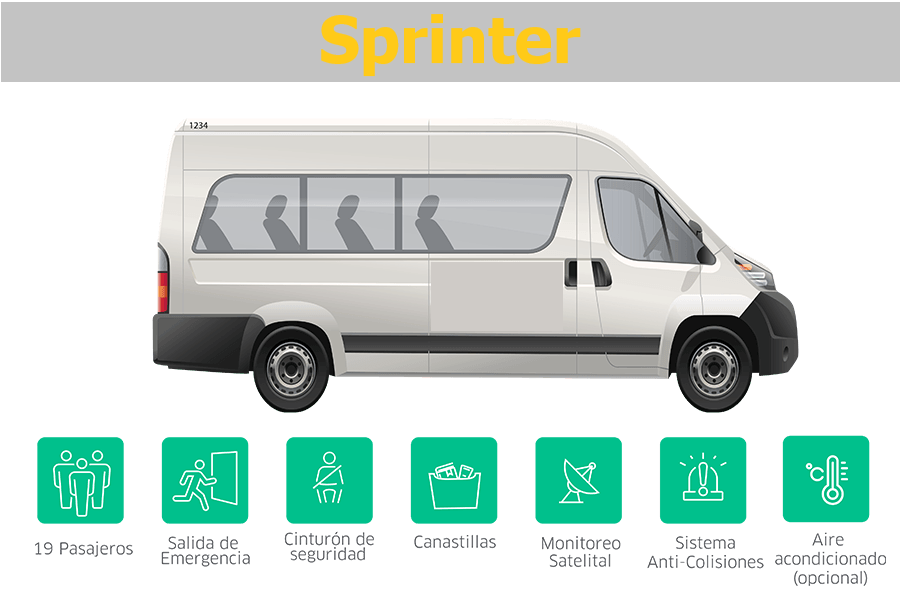 Sprinter
1234
19 Pasajeros
Salida de
Emergencia
Cinturón de
seguridad
Canastillas
Monitoreo
Satelital
Sistema
Anti-Colisiones
Aire
acondicionado
(opcional)
°C